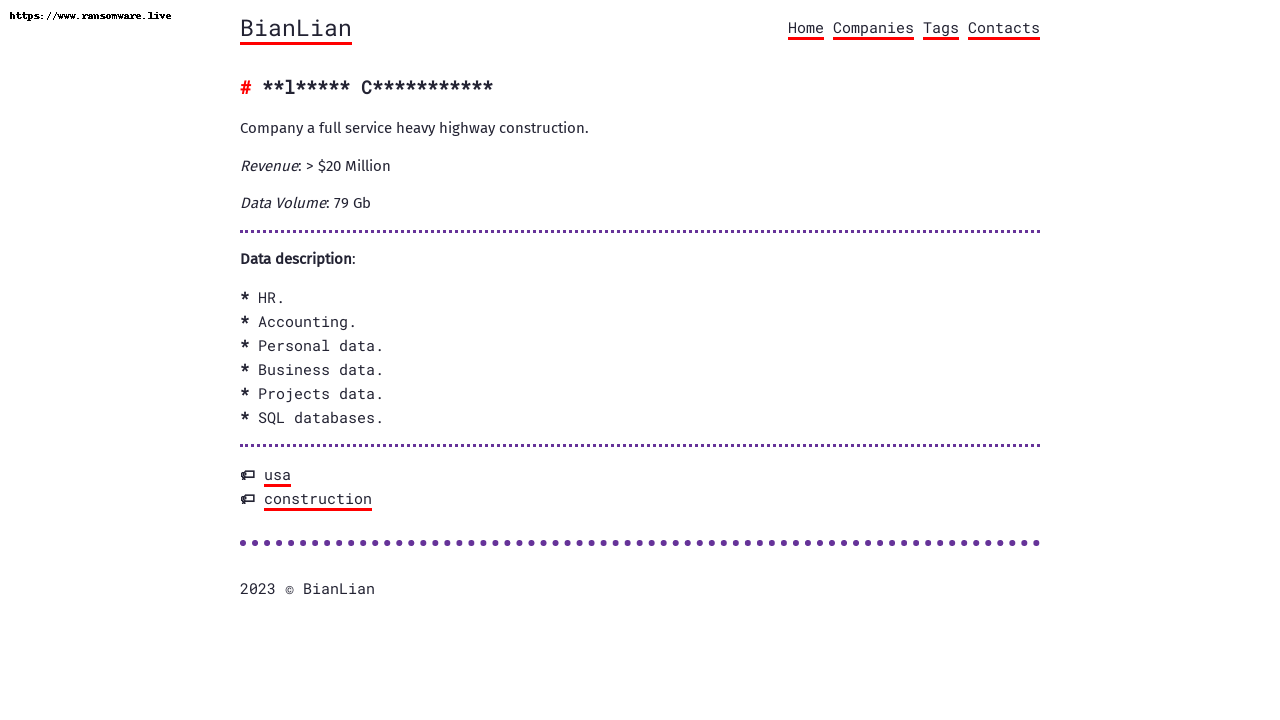 https://www.ransomware.live
BianLian
Home Companies Tags Contacts
# **l***** C***********
Company a full service heavy highway construction.
Revenue: > $20 Million
Data Volume: 79 Gb
Data description:
* HR.
* Accounting.
* Personal data.
* Business data.
* Projects data.
* SQL databases.
usa
construction
2023 © BianLian